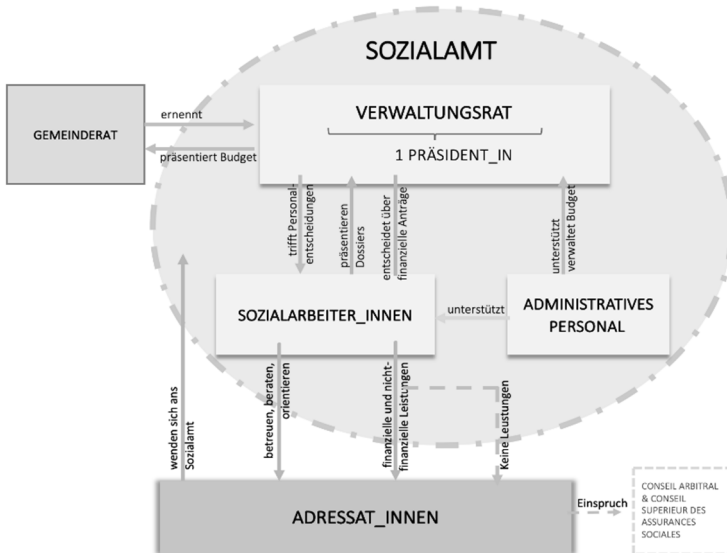 SOZIALAMT
VERWALTUNGSRAT
1 PRÄSIDENT_IN
GEMEINDERAT
ernennt
präsentiert Budget
trifft Personal-
entscheidungen
präsentieren
Dossiers
entscheidet über
finanzielle Anträge
unterstützt
verwaltet Budget
SOZIALARBEITER_INNEN
unterstützt
ADMINISTRATIVES
PERSONAL
wenden sich ans
Sozialamt
betreuen, beraten,
orientieren
finanzielle und nicht-
finanzielle Leistungen
Keine Leustungen
ADRESSAT_INNEN
Einspruch
CONSEIL ARBITRAL
& CONSEIL
SUPERIEUR DES
ASSURANCES
SOCIALES